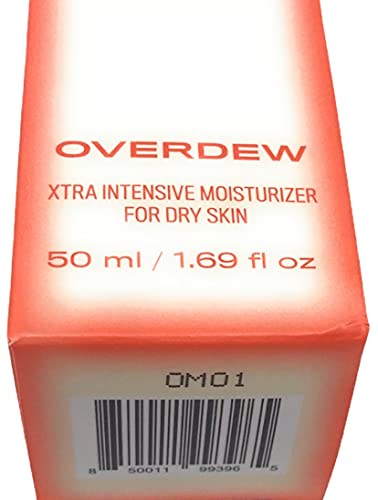 OVERDEW
XTRA INTENSIVE MOISTURIZER
FOR DRY SKIN
50 ml / 1.69 fl oz
OM01
8 50011 99396 5